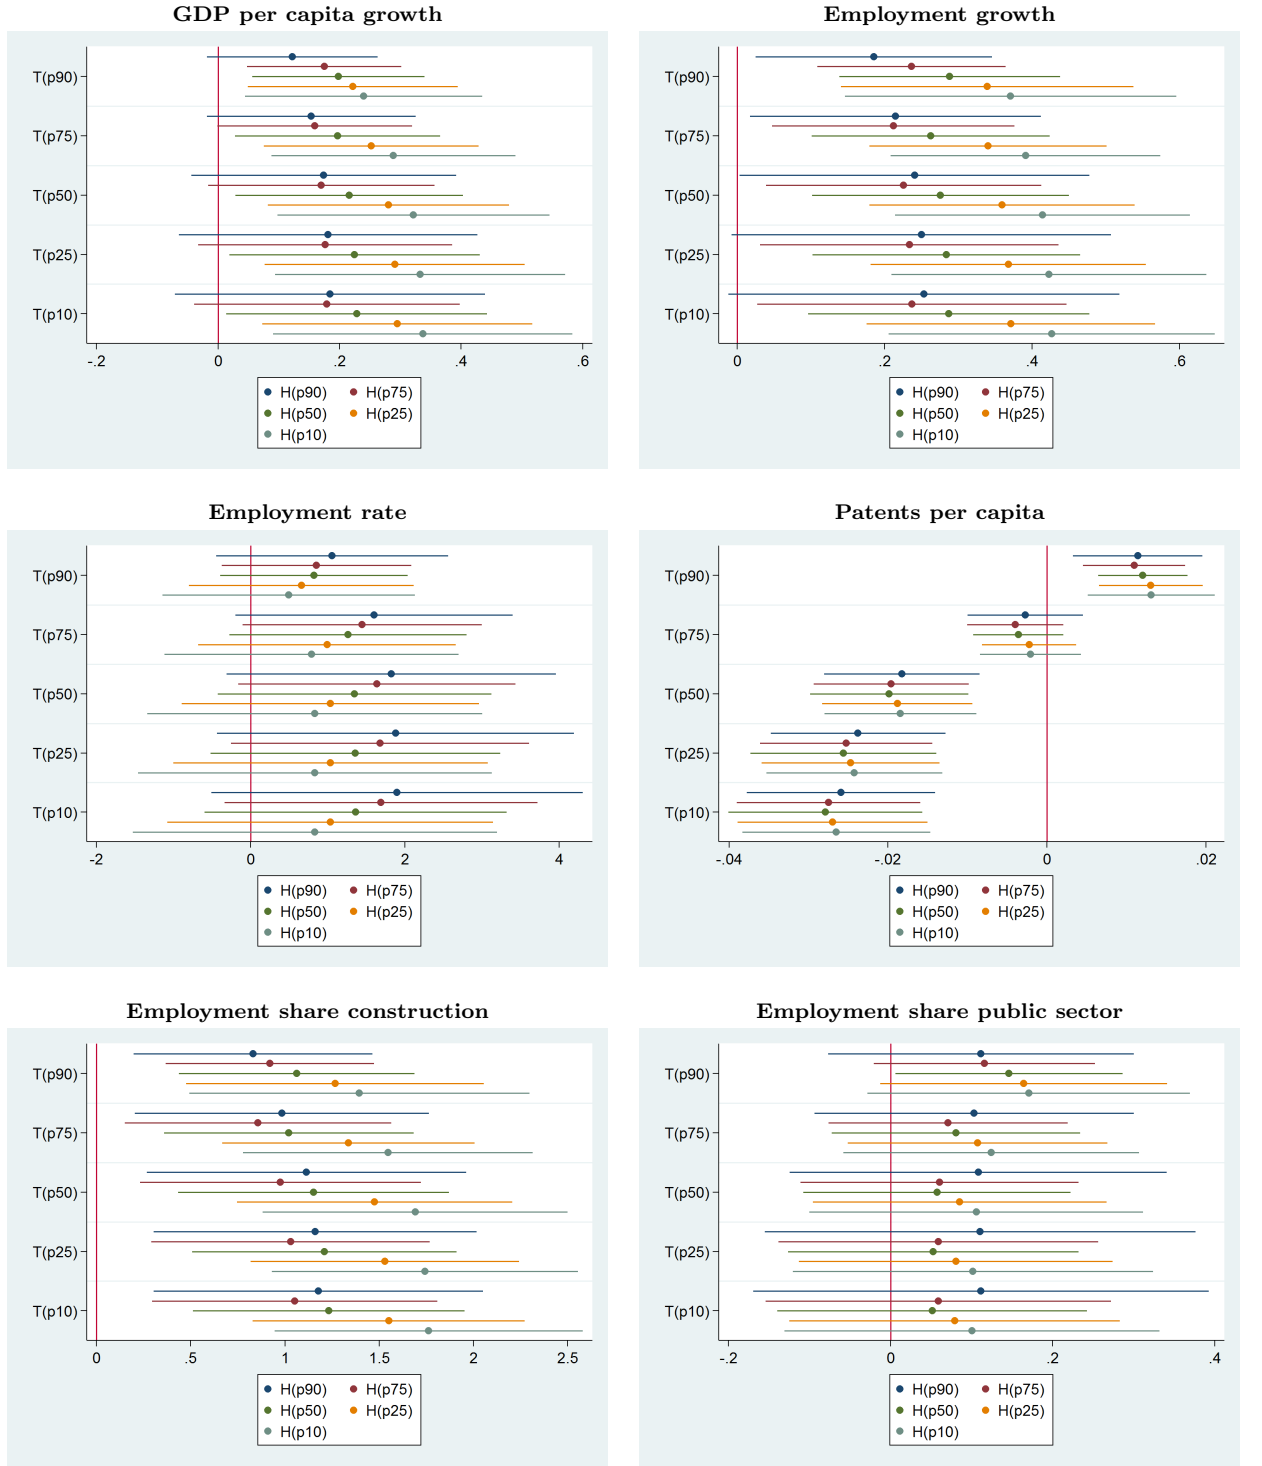 GDP per capita growth
T(p90)
T(p75)
T(p50)
T(p25)
T(p10)
-.2 0 .2 .4 .6
H(p90) H(p75)
H(p50) H(p25)
H(p10)
Employment growth
T(p90)
T(p75)
T(p50)
T(p25)
T(p10)
0 .2 .4 .6
H(p90) H(p75)
H(p50) H(p25)
H(p10)
Employment rate
T(p90)
T(p75)
T(p50)
T(p25)
T(p10)
-2 0 2 4
H(p90) H(p75)
H(p50) H(p25)
H(p10)
Patents per capita
T(p90)
T(p75)
T(p50)
T(p25)
T(p10)
-.04 -.02 0 .02
H(p90) H(p75)
H(p50) H(p25)
H(p10)
Employment share construction
T(p90)
T(p75)
T(p50)
T(p25)
T(p10)
0 .5 1 1.5 2 2.5
H(p90) H(p75)
H(p50) H(p25)
H(p10)
Employment share public sector
T(p90)
T(p75)
T(p50)
T(p25)
T(p10)
-.2 0 .2 .4
H(p90) H(p75)
H(p50) H(p25)
H(p10)